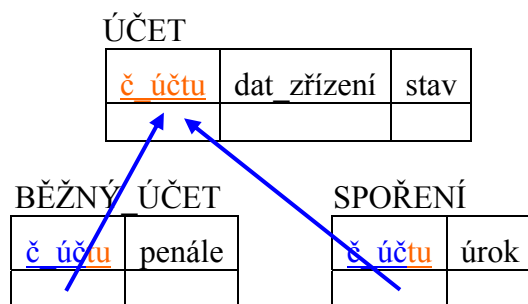 ÚČET
č_účtu dat_zřízení stav
BĚŽNÝ_ÚČET SPOŘENÍ
č_účtu penále č_účtu úrok